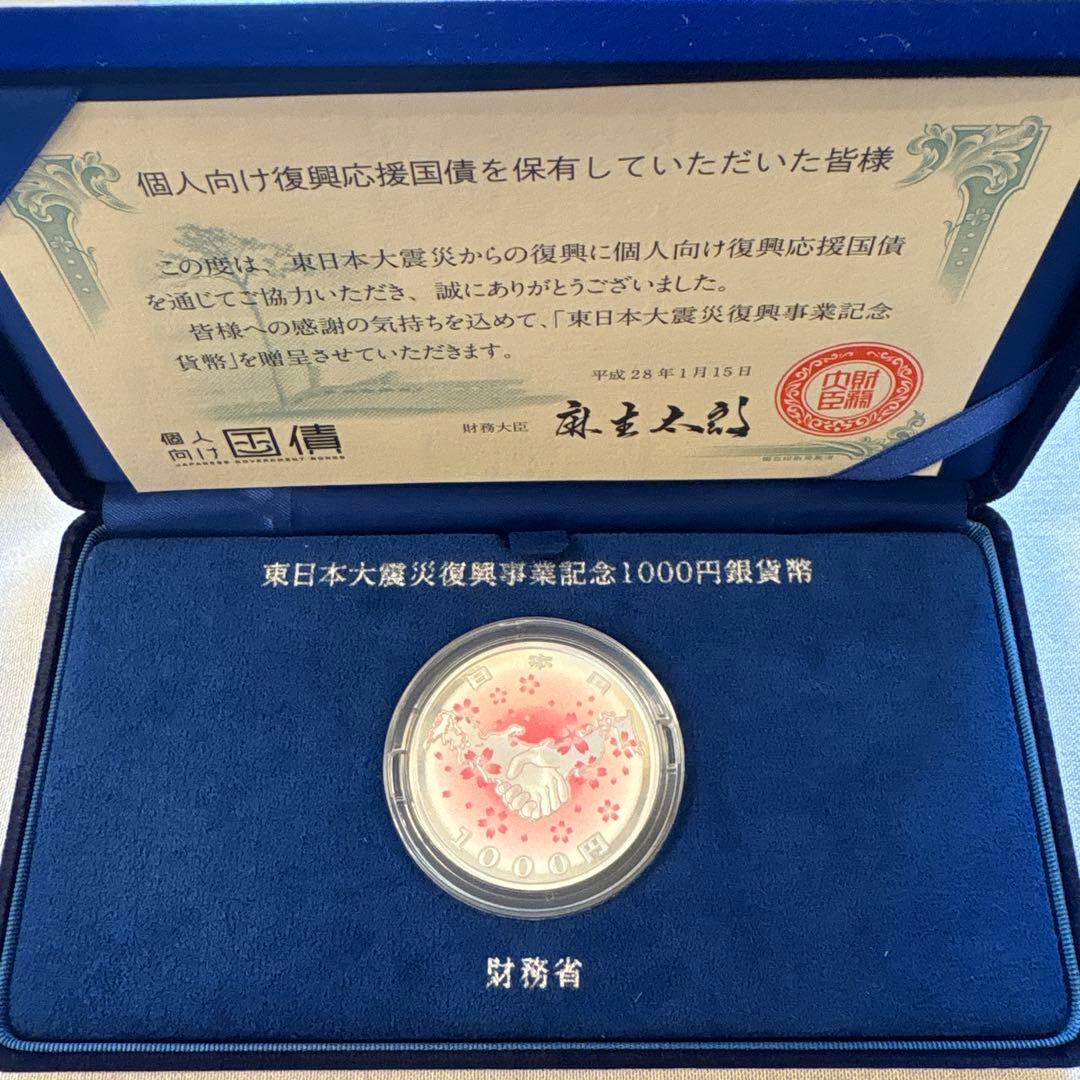 個人向け復興応援国債を保有していただいた皆様
この度は、東日本大震災からの復興に個人向け復興応援国債
を通じてご協力いただき、誠にありがとうございました。
皆様への感謝の気持ちを込めて、「東日本大震災復興事業記念
貨幣」を贈呈させていただきます。
平成28年1月15日
財務大臣 麻生太郎
財務大臣
個人向け国債
JAPANESE GOVERNMENT BONDS
東日本大震災復興事業記念1000円銀貨幣
日本国
1000円
財務省